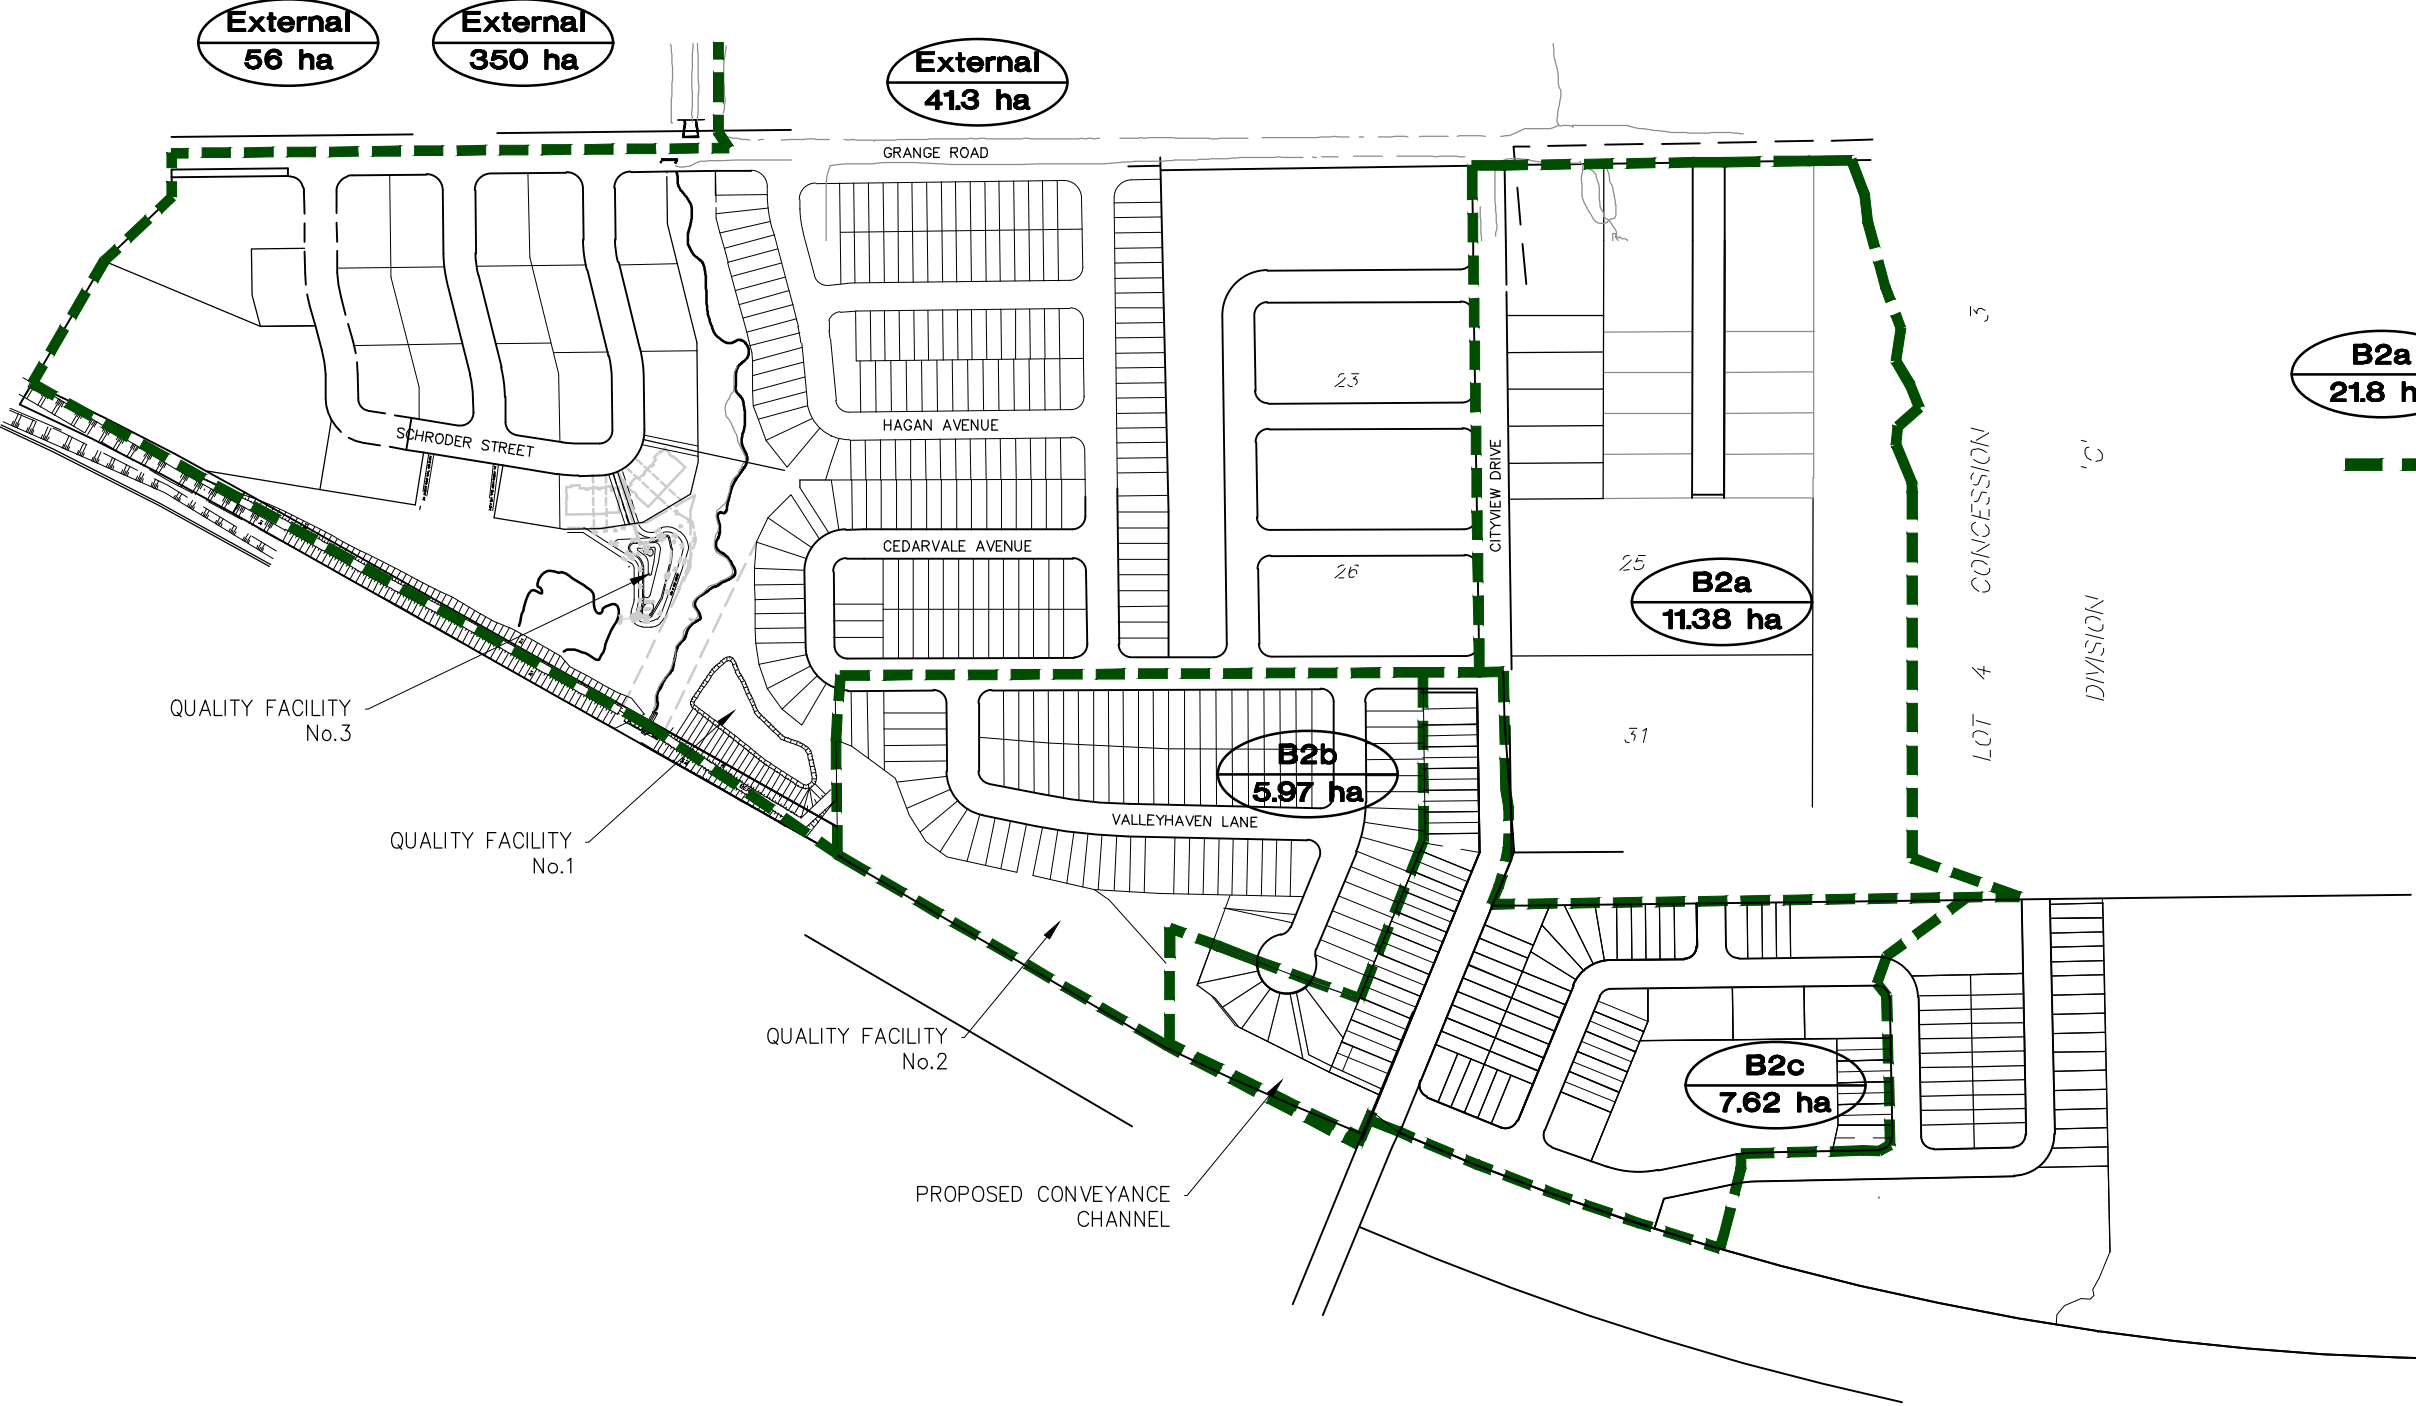 External
56 ha
External
350 ha
External
41.3 ha
GRANGE ROAD
B2a
21.8 h
3
CONCESSION
4
LOT
'C'
DIVISION
23
HAGAN AVENUE
SCHRODER STREET
CITYVIEW DRIVE
CEDARVALE AVENUE
26
25
B2a
11.38 ha
31
QUALITY FACILITY
No.3
B2b
5.97 ha
VALLEYHAVEN LANE
QUALITY FACILITY
No.1
QUALITY FACILITY
No.2
B2c
7.62 ha
PROPOSED CONVEYANCE
CHANNEL